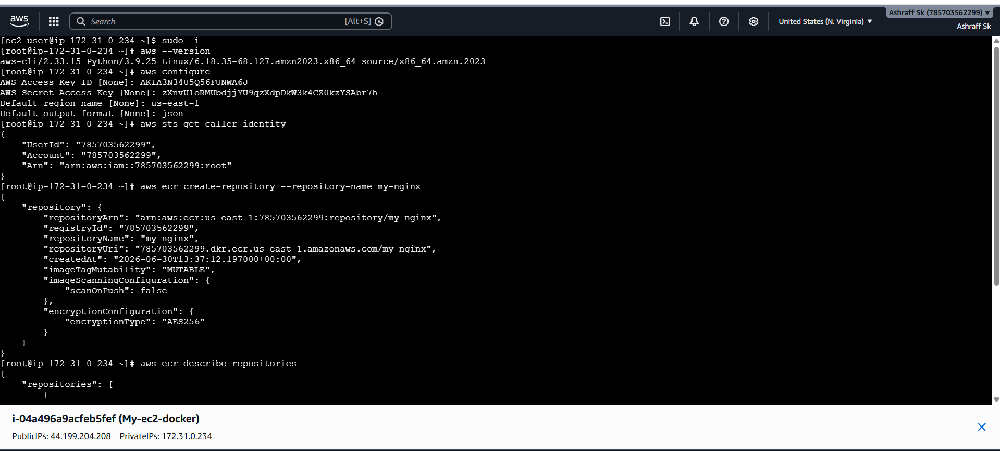 aws
Search
[Alt+S]
United States (N. Virginia)
Ashraff Sk (785703562299)
Ashraff Sk
[ec2-user@ip-172-31-0-234 ~]$ sudo -i
[root@ip-172-31-0-234 ~]# aws --version
aws-cli/2.33.15 Python/3.9.25 Linux/6.18.35-68.127.amzn2023.x86_64 source/x86_64.amzn.2023
[root@ip-172-31-0-234 ~]# aws configure
AWS Access Key ID [None]: AKIA3N34U5Q56FUNWA6J
AWS Secret Access Key [None]: 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
Default region name [None]: us-east-1
Default output format [None]: json
[root@ip-172-31-0-234 ~]# aws sts get-caller-identity
{
    "UserId": "785703562299",
    "Account": "785703562299",
    "Arn": "arn:aws:iam::785703562299:root"
}
[root@ip-172-31-0-234 ~]# aws ecr create-repository --repository-name my-nginx
{
    "repository": {
        "repositoryArn": "arn:aws:ecr:us-east-1:785703562299:repository/my-nginx",
        "registryId": "785703562299",
        "repositoryName": "my-nginx",
        "repositoryUri": "785703562299.dkr.ecr.us-east-1.amazonaws.com/my-nginx",
        "createdAt": "2026-06-30T13:37:12.197000+00:00",
        "imageTagMutability": "MUTABLE",
        "imageScanningConfiguration": {
            "scanOnPush": false
        },
        "encryptionConfiguration": {
            "encryptionType": "AES256"
        }
    }
}
[root@ip-172-31-0-234 ~]# aws ecr describe-repositories
{
    "repositories": [
        {
i-04a496a9acfeb5fef (My-ec2-docker)
PublicIPs: 44.199.204.208    PrivateIPs: 172.31.0.234